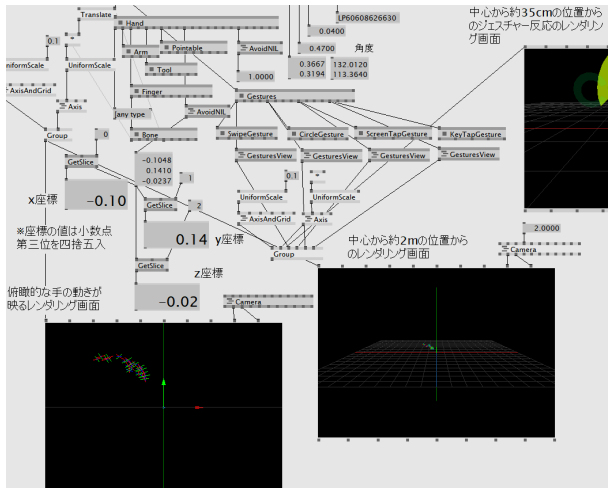 Translate
Hand
LP60608626630
中心から約35cmの位置から
のジェスチャー反応のレンダリ
ング画面
0.0400
0.1
Arm
Pointable
AvoidNIL
0.4700
角度
UniformScale
UniformScale
Tool
0.3667
0.3194
132.0120
113.3640
1.0000
AxisAndGrid
Finger
Gestures
Axis
[any type
AvoidNIL
Group
0
Bone
SwipeGesture
CircleGesture
ScreenTapGesture
KeyTapGesture
GetSlice
-0.1048
0.1410
-0.0237
GesturesView
GesturesView
GesturesView
GesturesView
1
0.1
x座標
-0.10
GetSlice
2
UniformScale
UniformScale
※座標の値は小数点
第三位を四捨五入
0.14
y座標
AxisAndGrid
Axis
2.0000
GetSlice
Group
中心から約2mの位置から
のレンダリング画面
Camera
z座標
俯瞰的な手の動きが
映るレンダリング画面
-0.02
Camera